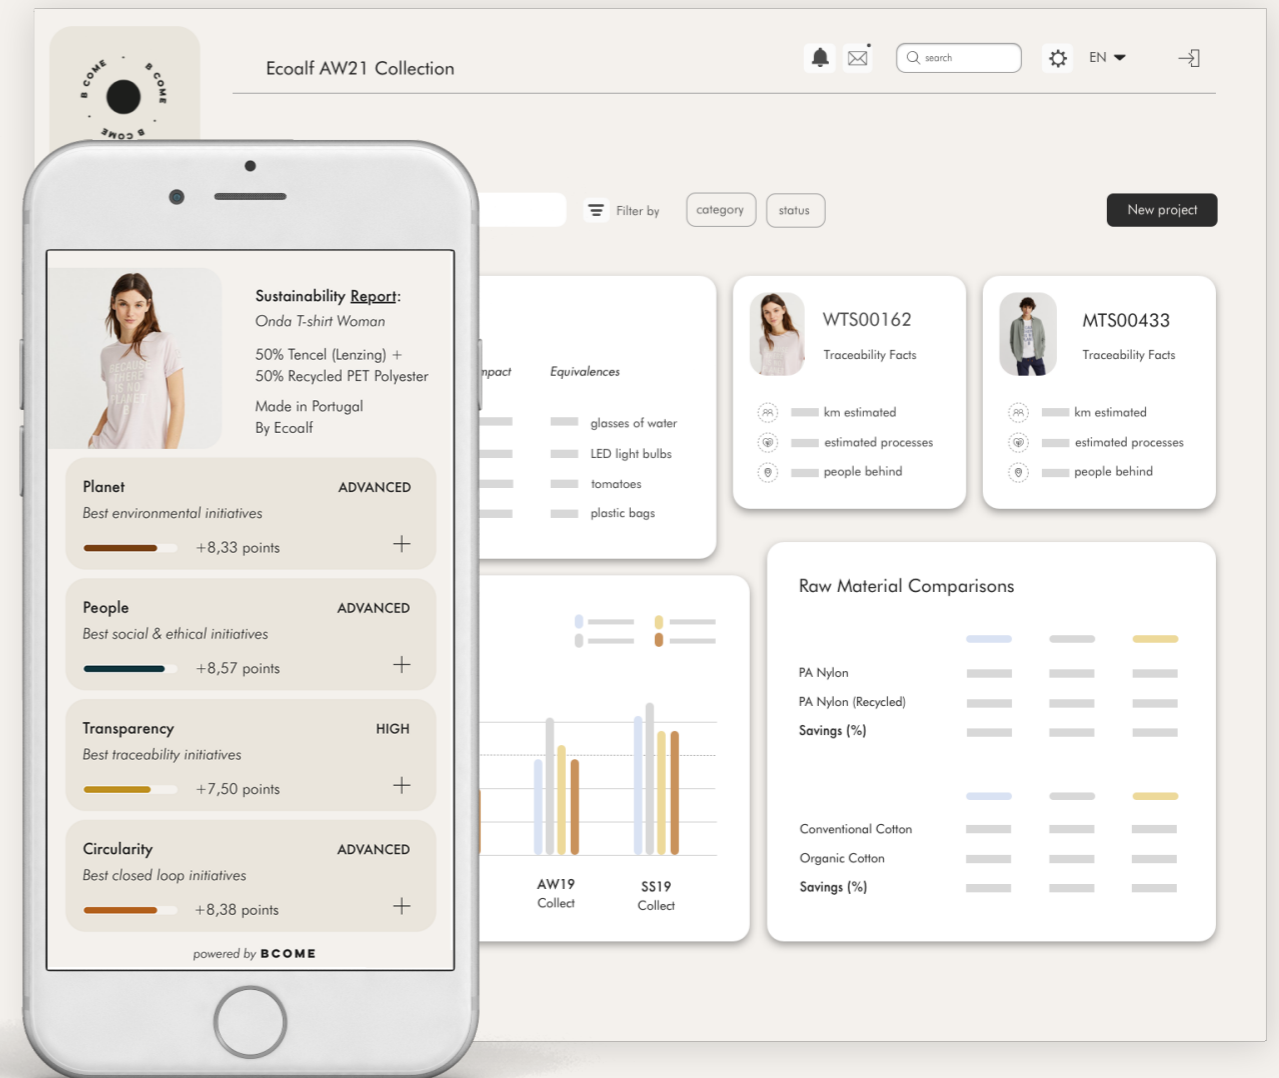 B COME · B COME · B COME ·
Ecoalf AW21 Collection
search
EN
Filter by
category
status
New project
Sustainability Report:
Onda T-shirt Woman
50% Tencel (Lenzing) +
50% Recycled PET Polyester
Made in Portugal
By Ecoalf
Planet
ADVANCED
Best environmental initiatives
+8,33 points
People
ADVANCED
Best social & ethical initiatives
+8,57 points
Transparency
HIGH
Best traceability initiatives
+7,50 points
Circularity
ADVANCED
Best closed loop initiatives
+8,38 points
powered by BCOME
Equivalences
glasses of water
LED light bulbs
tomatoes
plastic bags
WTS00162
Traceability Facts
km estimated
estimated processes
people behind
MTS00433
Traceability Facts
km estimated
estimated processes
people behind
AW19
Collect
SS19
Collect
Raw Material Comparisons
PA Nylon
PA Nylon (Recycled)
Savings (%)
Conventional Cotton
Organic Cotton
Savings (%)